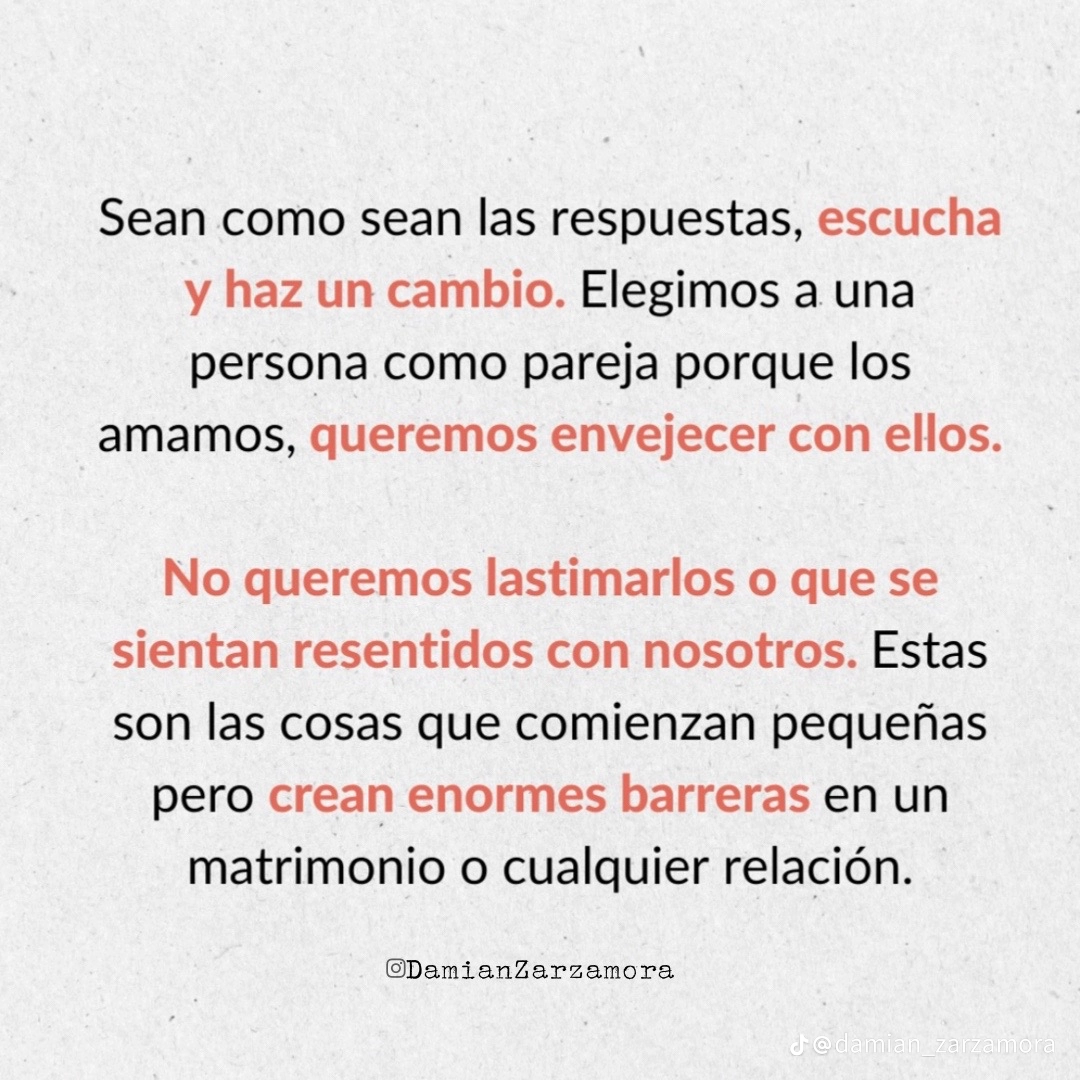 Sean como sean las respuestas, escucha
y haz un cambio. Elegimos a una
persona como pareja porque los
amamos, queremos envejecer con ellos.
No queremos lastimarlos o que se
sientan resentidos con nosotros. Estas
son las cosas que comienzan pequeñas
pero crean enormes barreras en un
matrimonio o cualquier relación.
DamianZarzamora
@damian_zarzamora